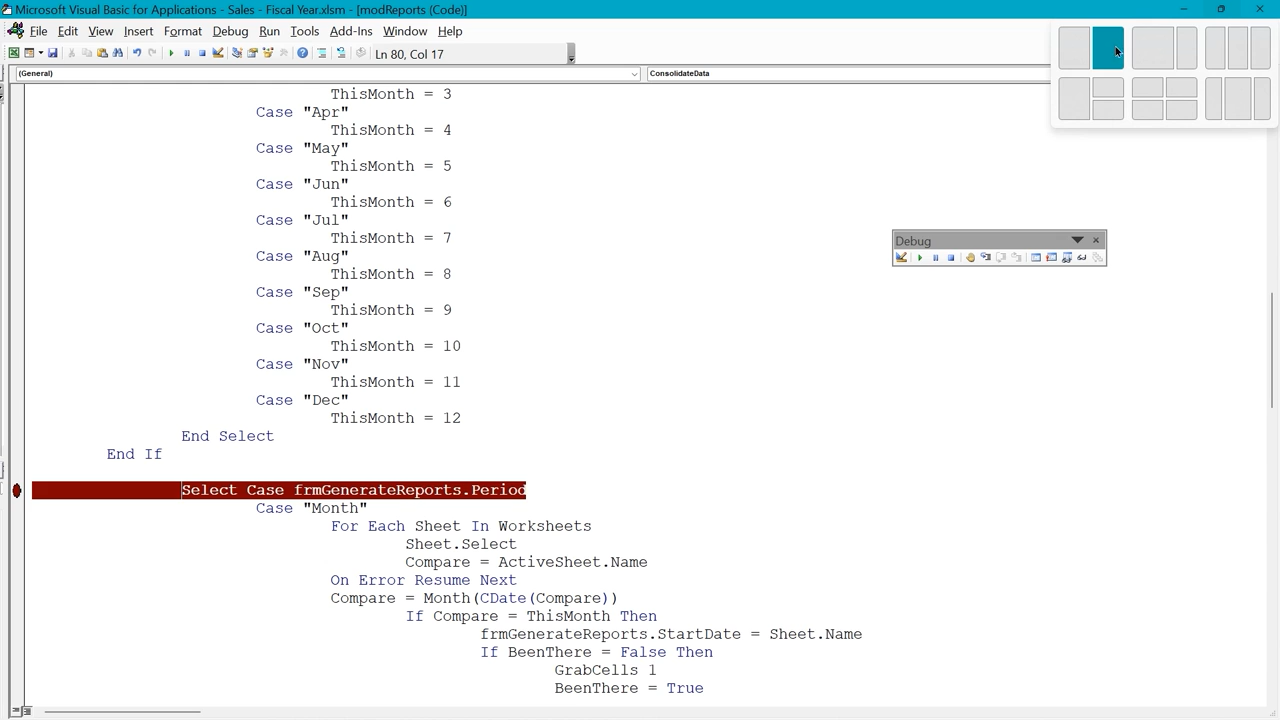 Microsoft Visual Basic for Applications - Sales - Fiscal Year.xlsm - [modReports (Code)]
File Edit View Insert Format Debug Run Tools Add-Ins Window Help
Ln 80, Col 17
(General) ConsolidateData
ThisMonth = 3
Case "Apr"
ThisMonth = 4
Case "May"
ThisMonth = 5
Case "Jun"
ThisMonth = 6
Case "Jul"
ThisMonth = 7
Case "Aug"
ThisMonth = 8
Case "Sep"
ThisMonth = 9
Case "Oct"
ThisMonth = 10
Case "Nov"
ThisMonth = 11
Case "Dec"
ThisMonth = 12
End Select
End If
Select Case frmGenerateReports.Period
Case "Month"
For Each Sheet In Worksheets
Sheet.Select
Compare = ActiveSheet.Name
On Error Resume Next
Compare = Month(CDate(Compare))
If Compare = ThisMonth Then
frmGenerateReports.StartDate = Sheet.Name
If BeenThere = False Then
GrabCells 1
BeenThere = True
Debug